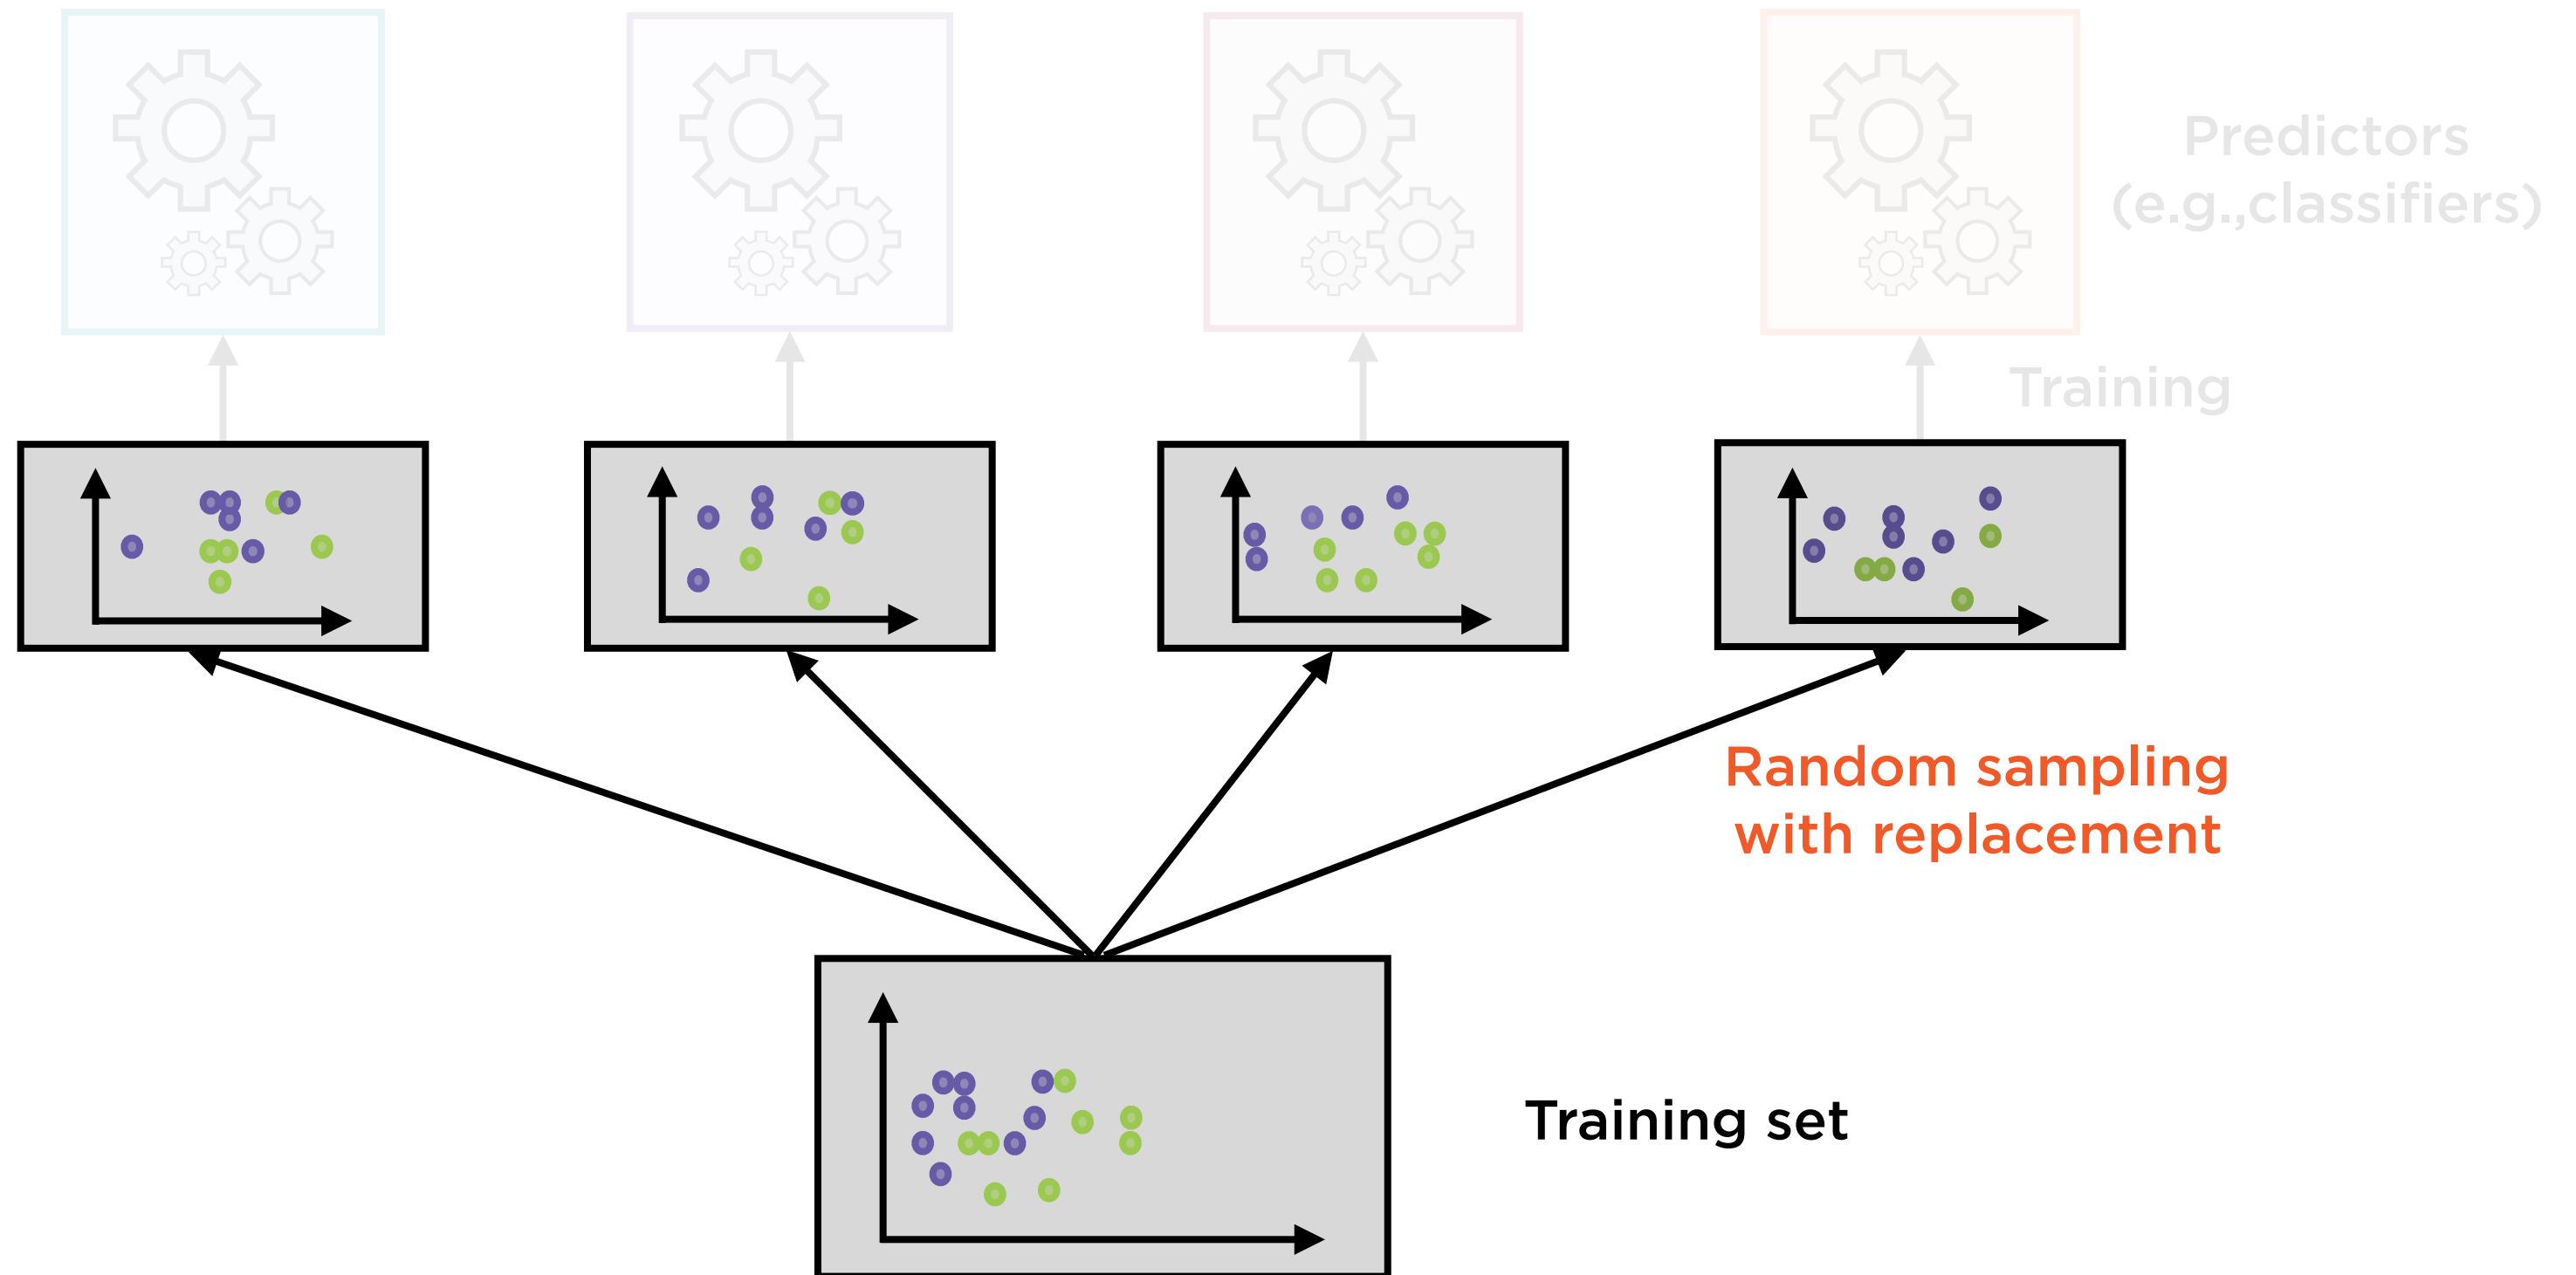 Predictors
(e.g.,classifiers)
Training
Random sampling
with replacement
Training set